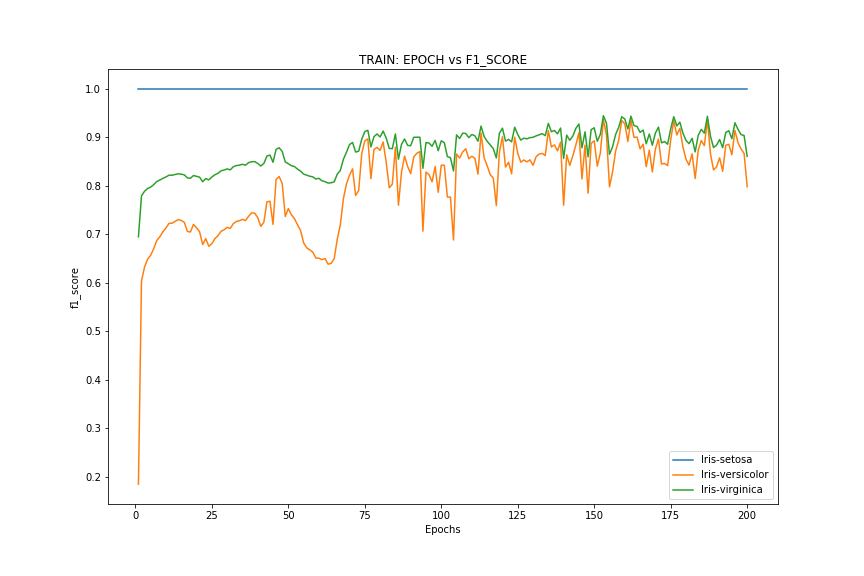 TRAIN: EPOCH vs F1_SCORE
1.0
0.9
0.8
0.7
0.6
0.5
0.4
0.3
0.2
f1_score
Iris-setosa
Iris-versicolor
Iris-virginica
0 25 50 75 100 125 150 175 200
Epochs